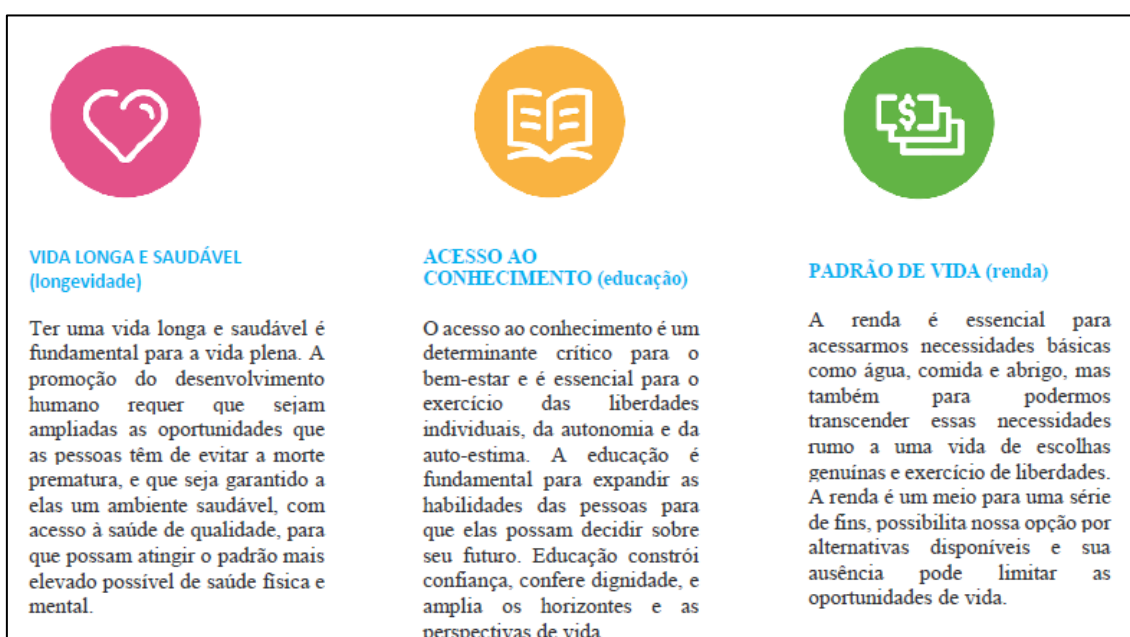 VIDA LONGA E SAUDÁVEL
(longevidade)
Ter uma vida longa e saudável é
fundamental para a vida plena. A
promoção do desenvolvimento
humano requer que sejam
ampliadas as oportunidades que
as pessoas têm de evitar a morte
prematura, e que seja garantido a
elas um ambiente saudável, com
acesso à saúde de qualidade, para
que possam atingir o padrão mais
elevado possível de saúde física e
mental.
ACESSO AO
CONHECIMENTO (educação)
O acesso ao conhecimento é um
determinante crítico para o
bem-estar e é essencial para o
exercício das liberdades
individuais, da autonomia e da
auto-estima. A educação é
fundamental para expandir as
habilidades das pessoas para
que elas possam decidir sobre
seu futuro. Educação constrói
confiança, confere dignidade, e
amplia os horizontes e as
perspectivas de vida
PADRÃO DE VIDA (renda)
A renda é essencial para
acessarmos necessidades básicas
como água, comida e abrigo, mas
também para podermos
transcender essas necessidades
rumo a uma vida de escolhas
genuínas e exercício de liberdades.
A renda é um meio para uma série
de fins, possibilita nossa opção por
alternativas disponíveis e sua
ausência pode limitar as
oportunidades de vida.